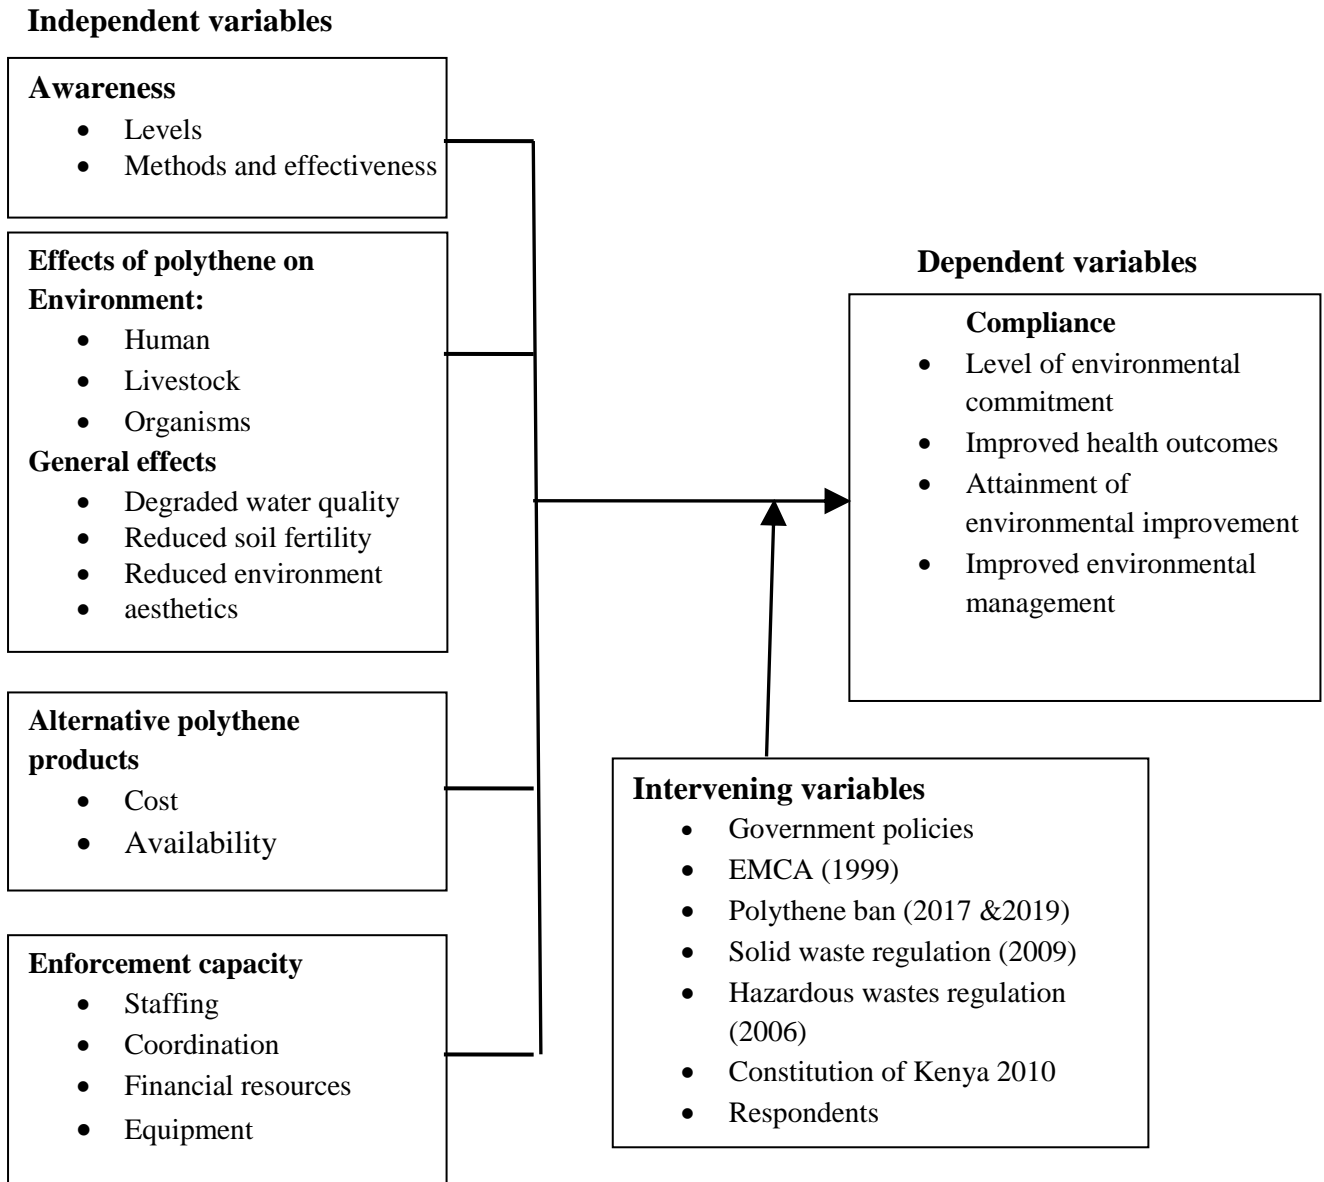 Independent variables
Awareness
• Levels
• Methods and effectiveness
Effects of polythene on
Environment:
• Human
• Livestock
• Organisms
General effects
• Degraded water quality
• Reduced soil fertility
• Reduced environment
• aesthetics
Alternative polythene
products
• Cost
• Availability
Enforcement capacity
• Staffing
• Coordination
• Financial resources
• Equipment
Dependent variables
Compliance
• Level of environmental
commitment
• Improved health outcomes
• Attainment of
environmental improvement
• Improved environmental
management
Intervening variables
• Government policies
• EMCA (1999)
• Polythene ban (2017 &2019)
• Solid waste regulation (2009)
• Hazardous wastes regulation
(2006)
• Constitution of Kenya 2010
• Respondents